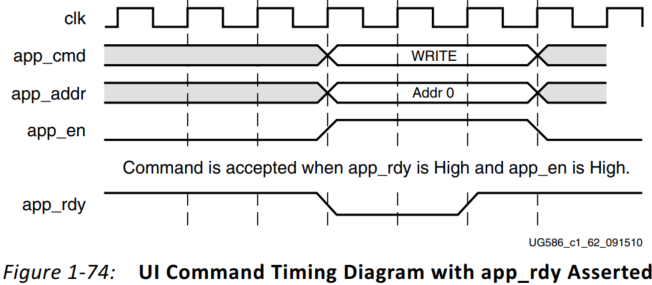 clk
app_cmd
WRITE
app_addr
Addr 0
app_en
Command is accepted when app_rdy is High and app_en is High.
app_rdy
UG586_c1_62_091510
Figure 1-74: UI Command Timing Diagram with app_rdy Asserted